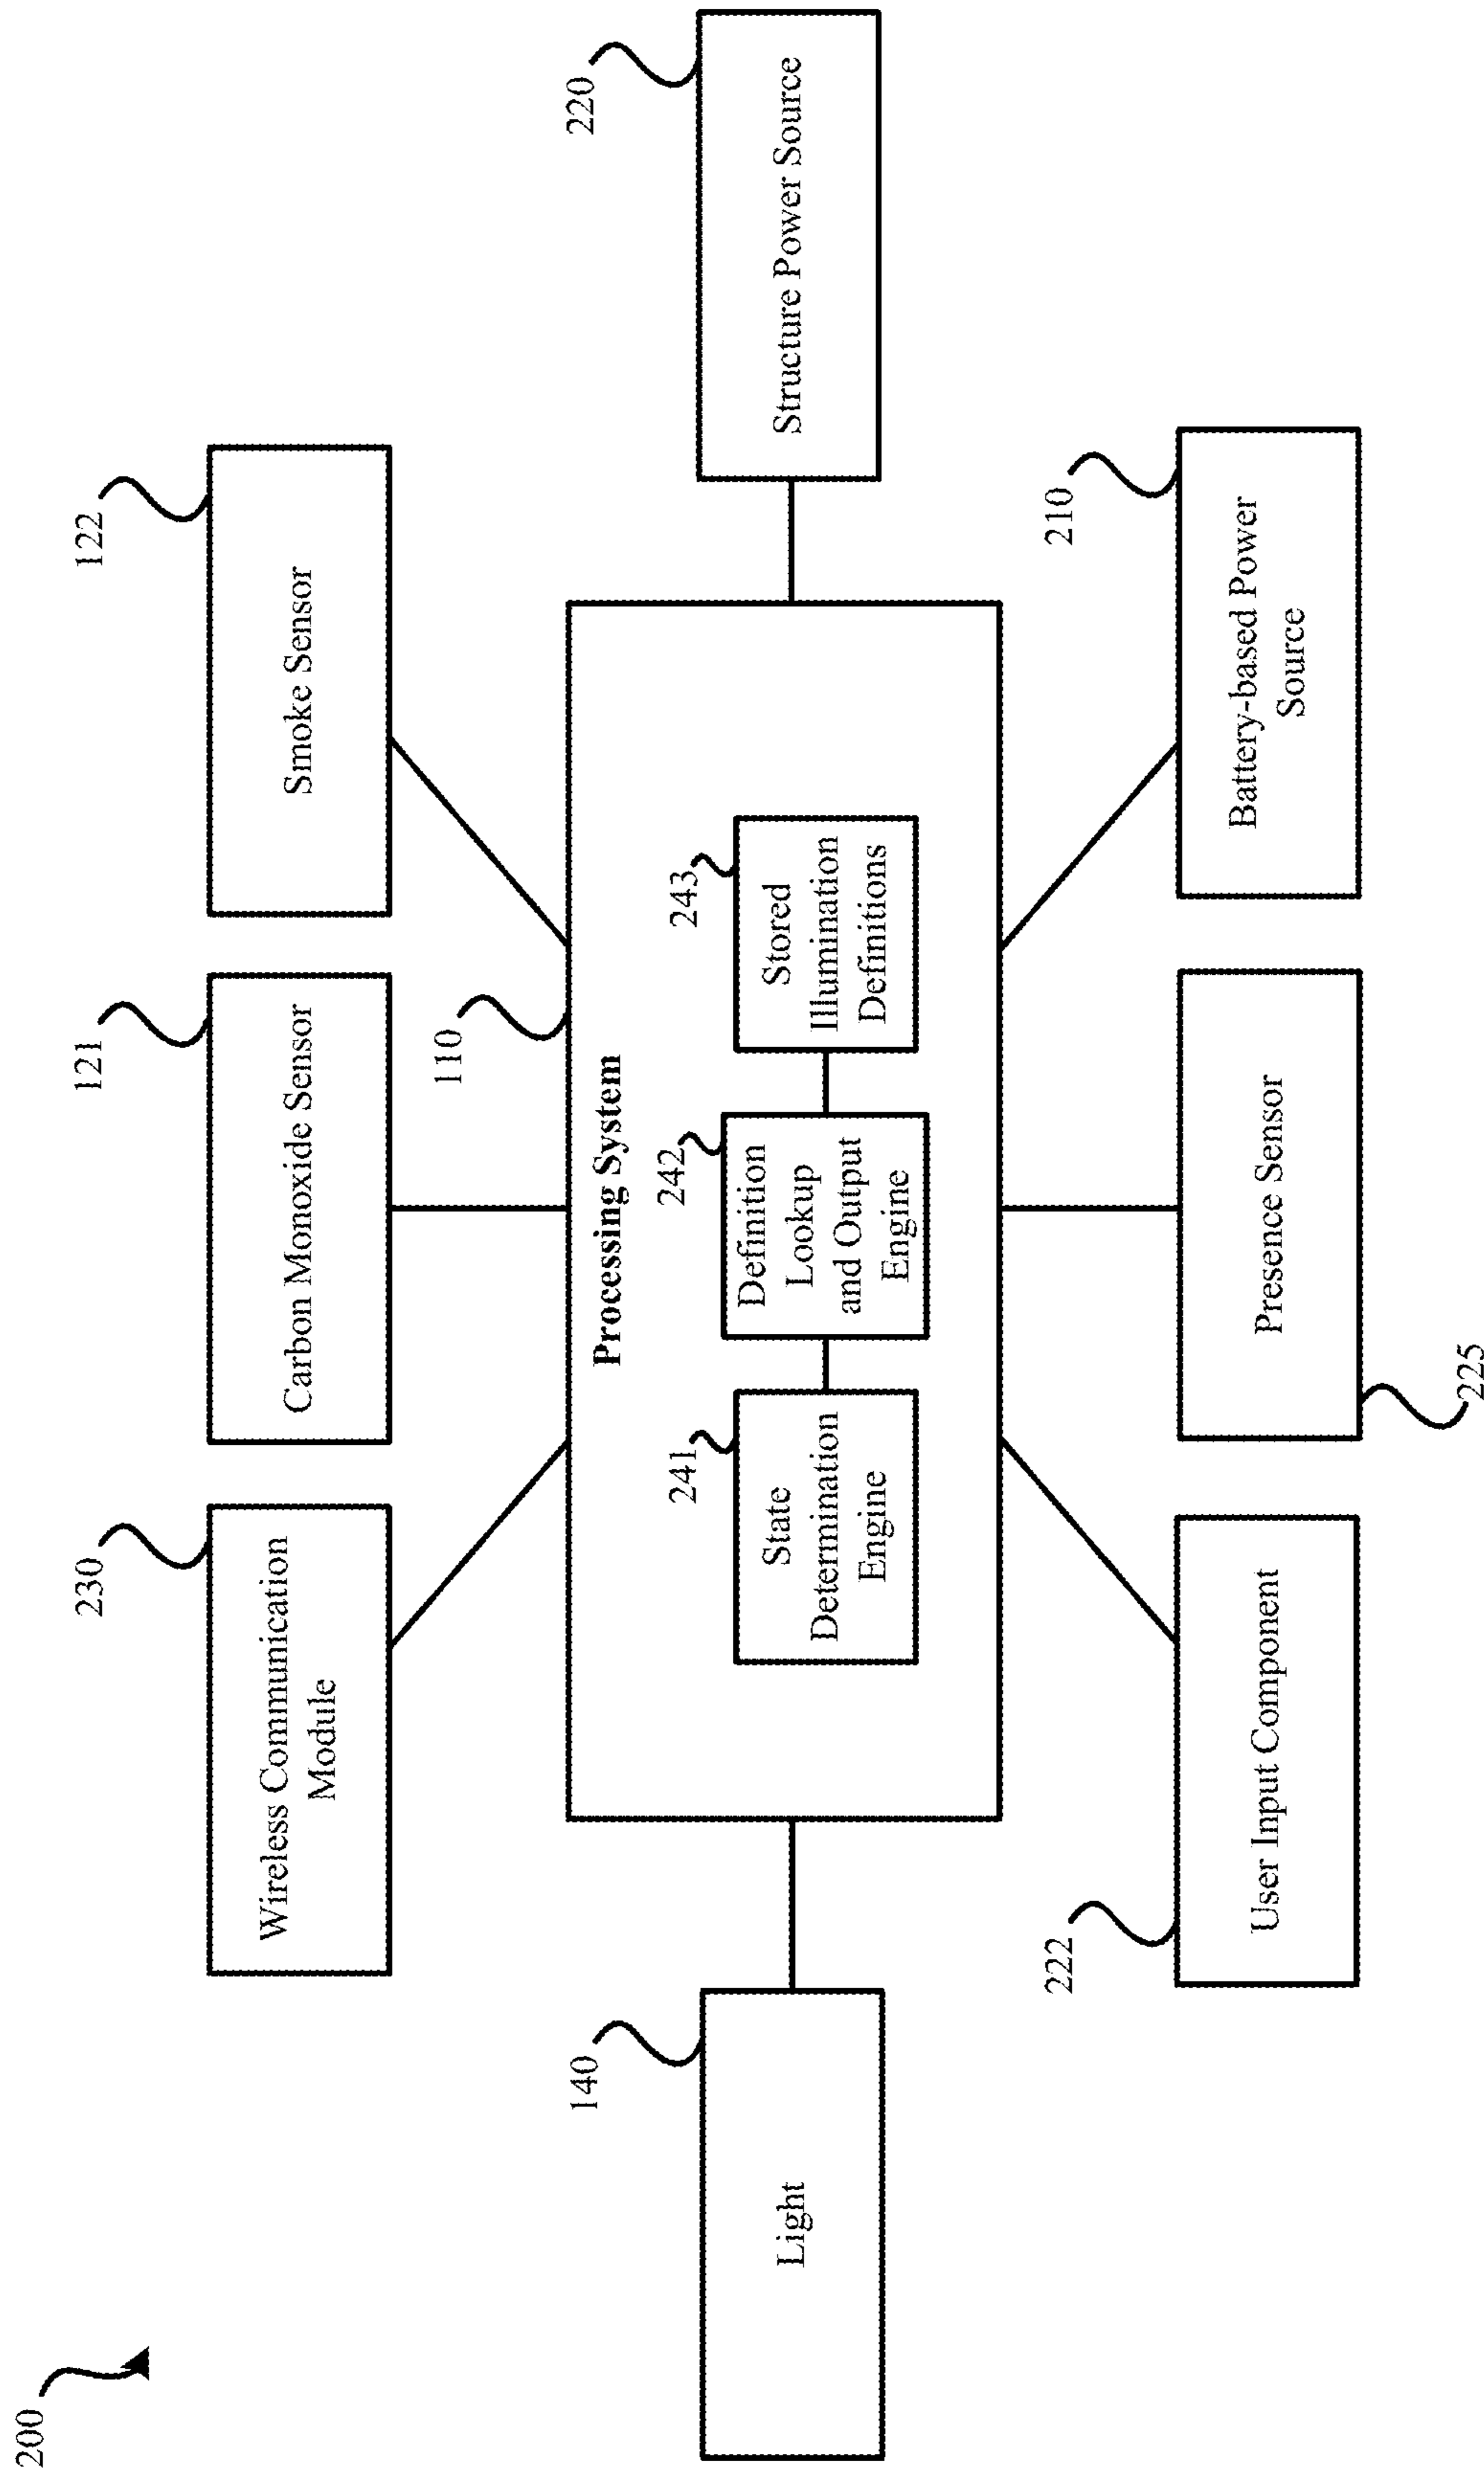 200
230
Wireless Communication
Module
121
Carbon Monoxide Sensor
122
Smoke Sensor
140
Light
110
Processing System
241
State
Determination
Engine
242
Definition
Lookup
and Output
Engine
243
Stored
Illumination
Definitions
220
Structure Power Source
222
User Input Component
225
Presence Sensor
210
Battery-based Power
Source